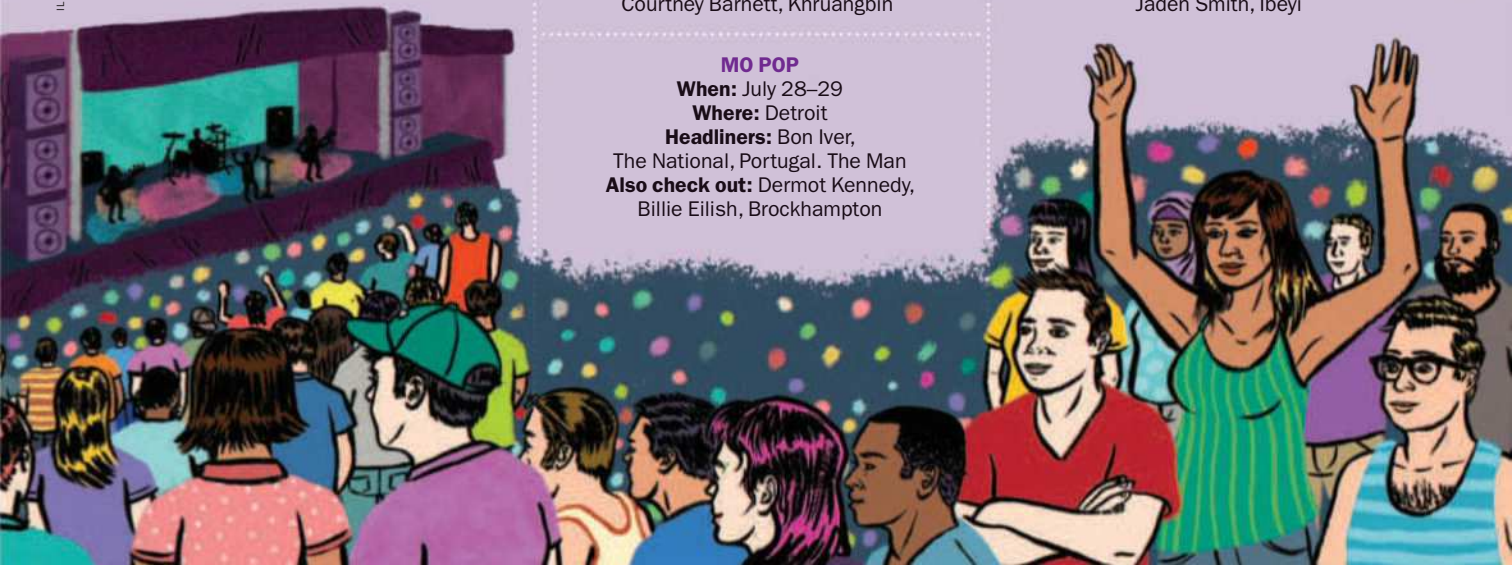 Courtney Barnett, Khruangbin
MO POP
When: July 28–29
Where: Detroit
Headliners: Bon Iver,
The National, Portugal. The Man
Also check out: Dermot Kennedy,
Billie Eilish, Brockhampton
Jaden Smith, Ibeyi